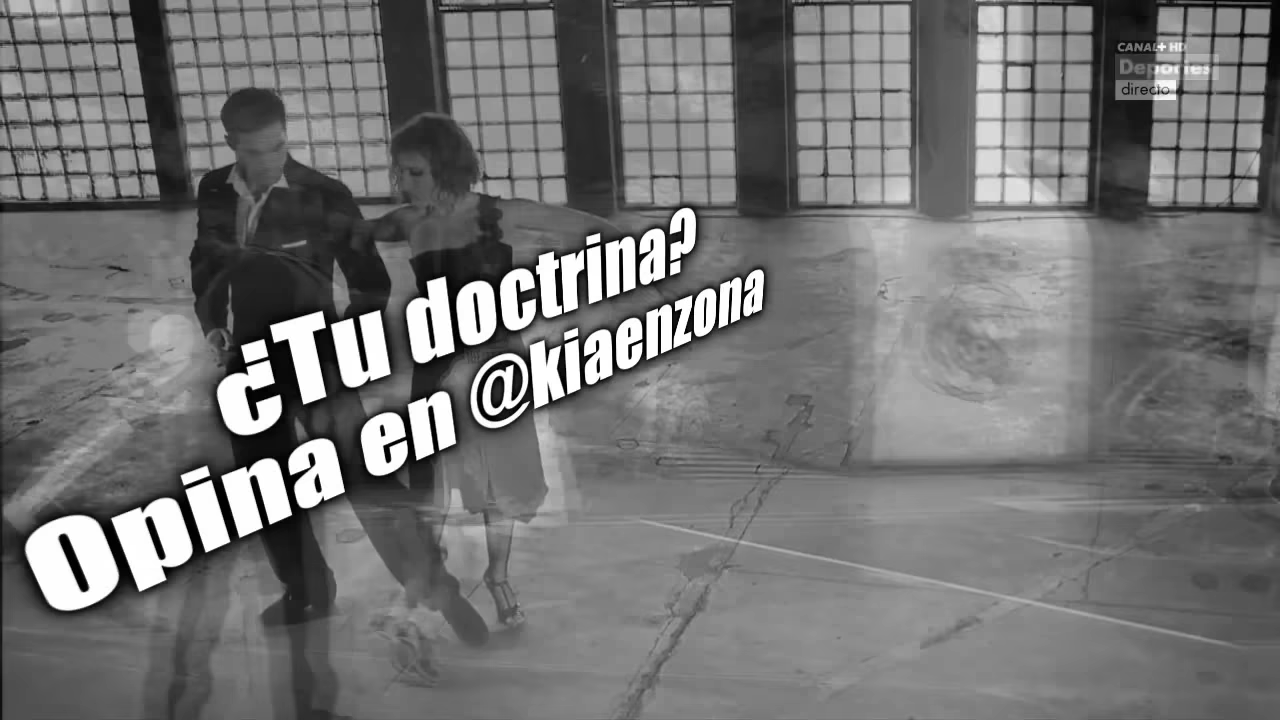 CANAL+ HD
Deportes
directo
¿Tu doctrina?
Opina en @kiaenzona